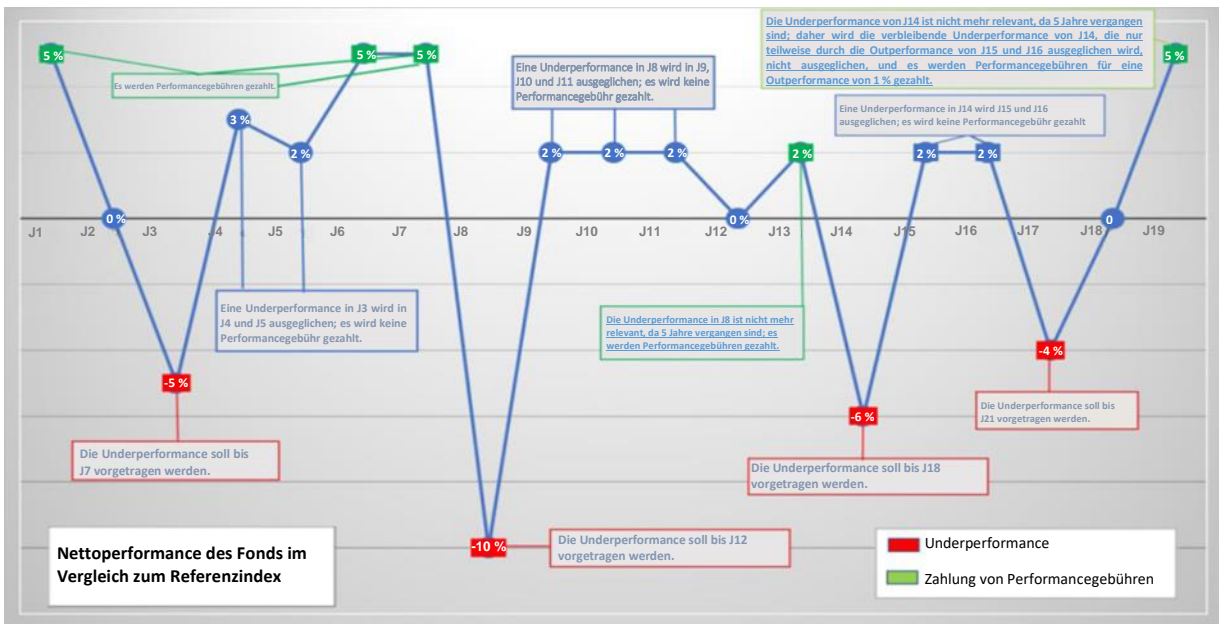 Die Underperformance von J14 ist nicht mehr relevant, da 5 Jahre vergangen
sind; daher wird die verbleibende Underperformance von J14, die nur
teilweise durch die Outperformance von J15 und J16 ausgeglichen wird,
nicht ausgeglichen, und es werden Performancegebühren für eine
Outperformance von 1 % gezahlt.
5 %
5 %
5 %
5 %
Es werden Performancegebühren gezahlt.
Eine Underperformance in J8 wird in J9,
J10 und J11 ausgeglichen; es wird keine
Performancegebühr gezahlt.
Eine Underperformance in J14 wird J15 und J16
ausgeglichen; es wird keine Performancegebühr gezahlt
3 %
2 %
2 %
2 %
2 %
2 %
2 %
2 %
0 %
0 %
0
J1 J2 J3 J4 J5 J6 J7 J8 J9 J10 J11 J12 J13 J14 J15 J16 J17 J18 J19
Eine Underperformance in J3 wird in
J4 und J5 ausgeglichen; es wird keine
Performancegebühr gezahlt.
Die Underperformance in J8 ist nicht mehr
relevant, da 5 Jahre vergangen sind; es
werden Performancegebühren gezahlt.
-5 %
-4 %
-6 %
Die Underperformance soll bis
J21 vorgetragen werden.
Die Underperformance soll bis
J7 vorgetragen werden.
Die Underperformance soll bis J18
vorgetragen werden.
-10 %
Die Underperformance soll bis J12
vorgetragen werden.
Nettoperformance des Fonds im
Vergleich zum Referenzindex
Underperformance
Zahlung von Performancegebühren